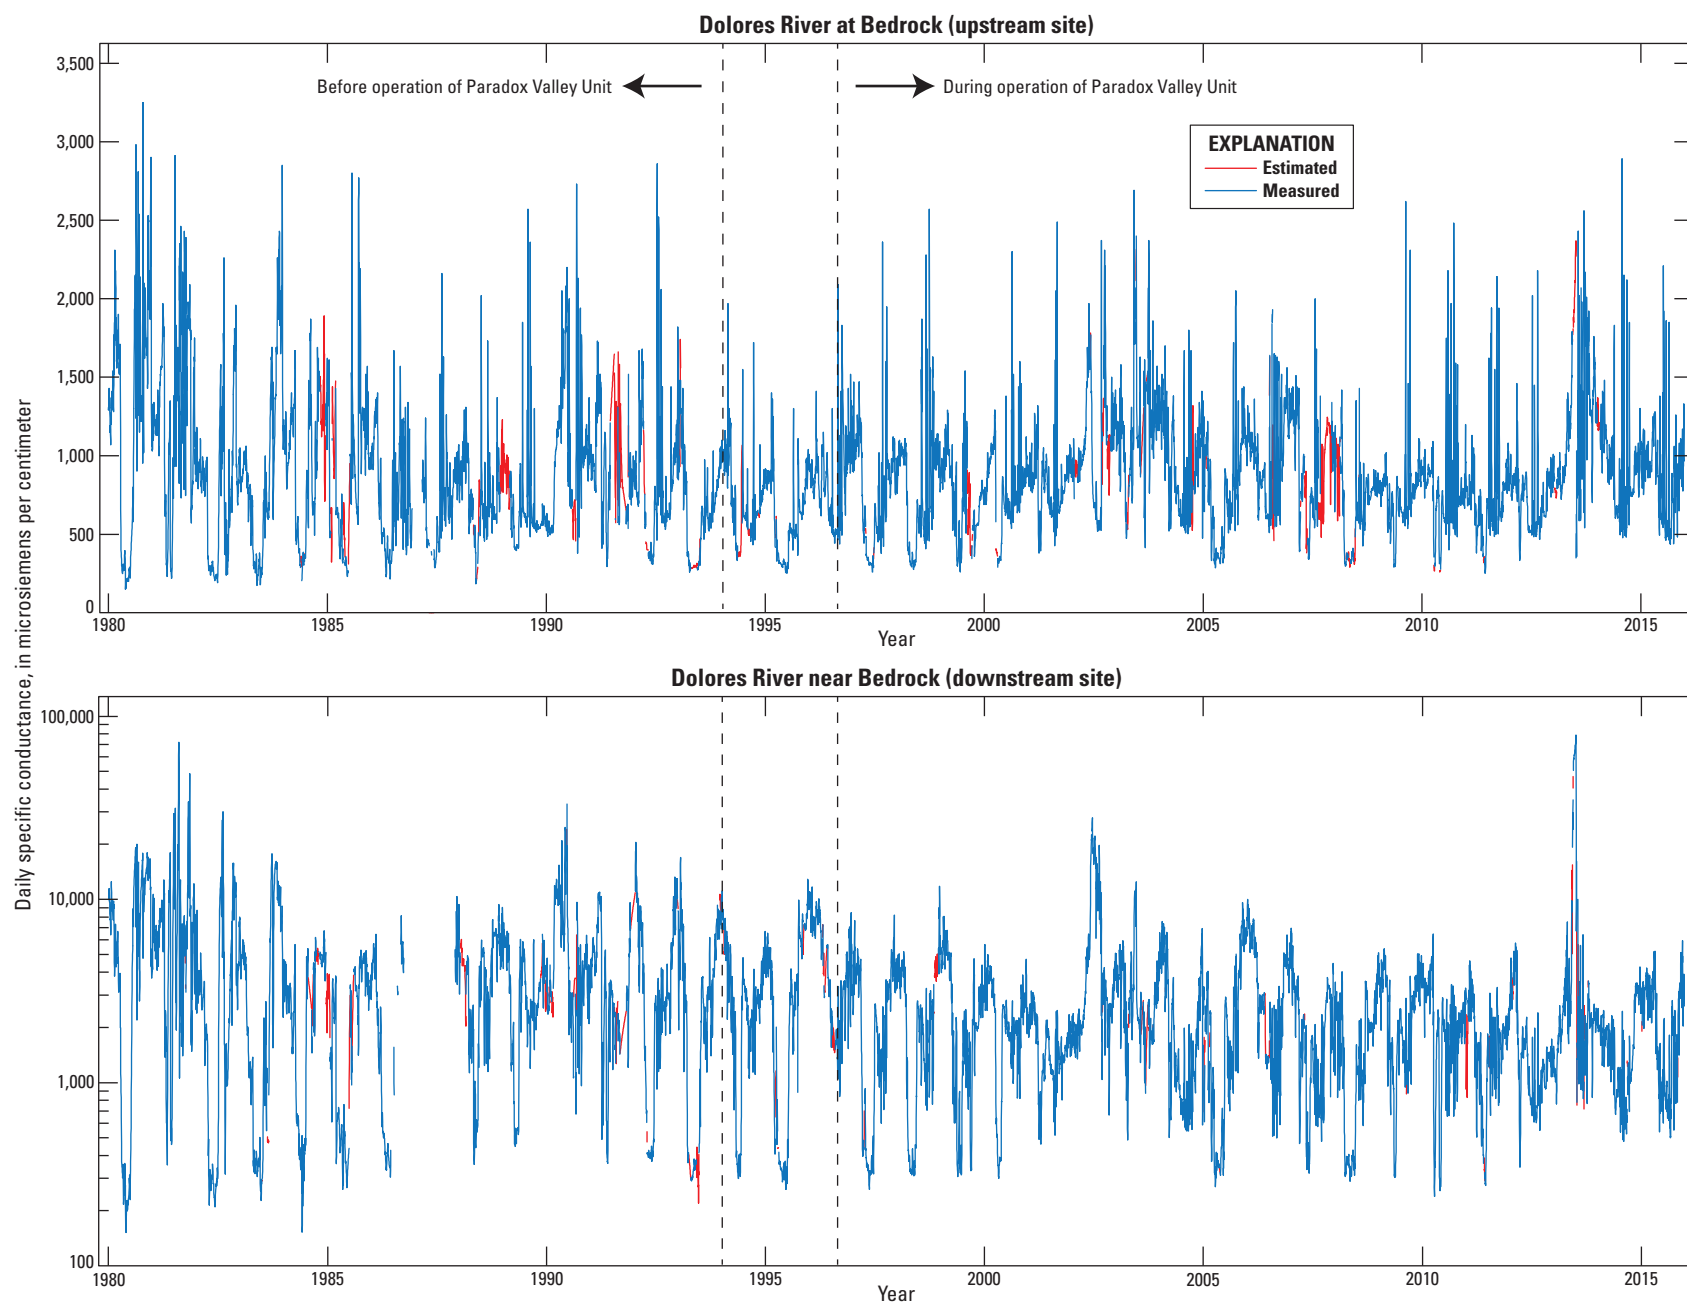 Dolores River at Bedrock (upstream site)
3,500
Before operation of Paradox Valley Unit
During operation of Paradox Valley Unit
3,000
EXPLANATION
Estimated
Measured
2,500
2,000
1,500
1,000
500
0
1980
1985
1990
1995
2000
2005
2010
2015
Year
Daily specific conductance, in microsiemens per centimeter
Dolores River near Bedrock (downstream site)
100,000
10,000
1,000
100
1980
1985
1990
1995
2000
2005
2010
2015
Year